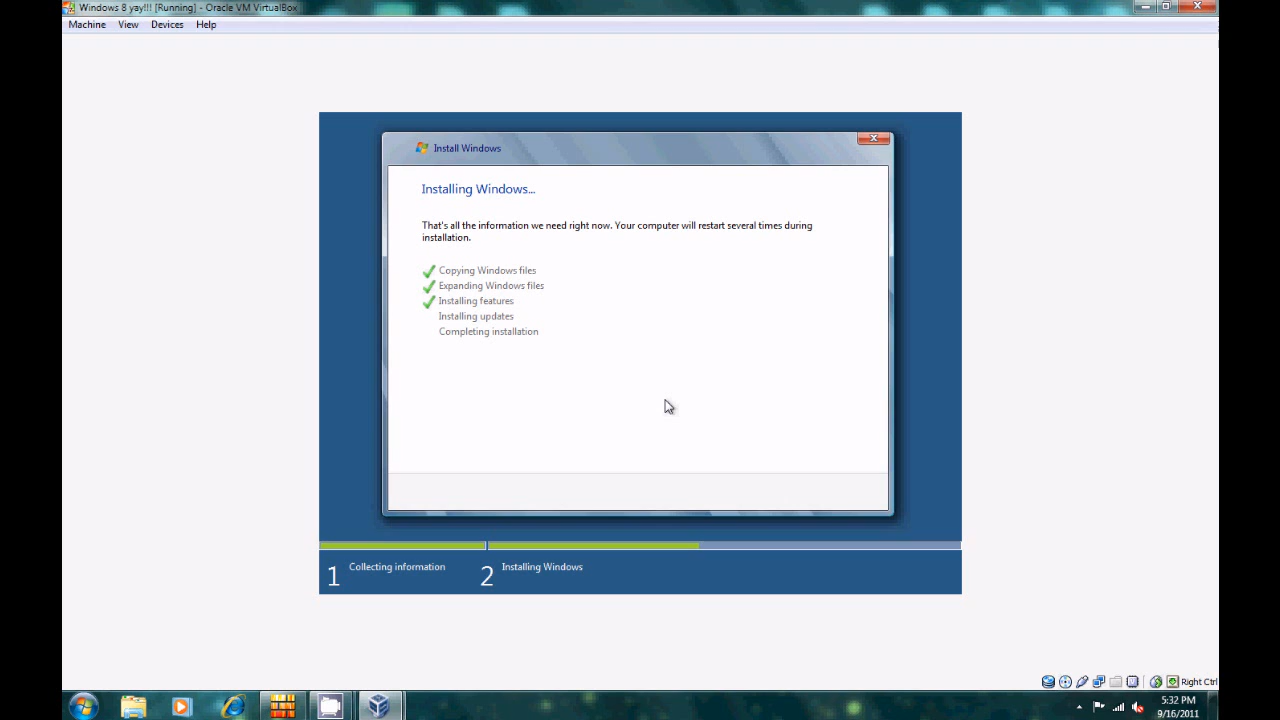 Windows 8 yay!!! [Running] - Oracle VM VirtualBox
Machine View Devices Help
Install Windows
Installing Windows...
That's all the information we need right now. Your computer will restart several times during
installation.
Copying Windows files
Expanding Windows files
Installing features
Installing updates
Completing installation
1 Collecting information 2 Installing Windows
Right Ctrl
5:32 PM
9/16/2011